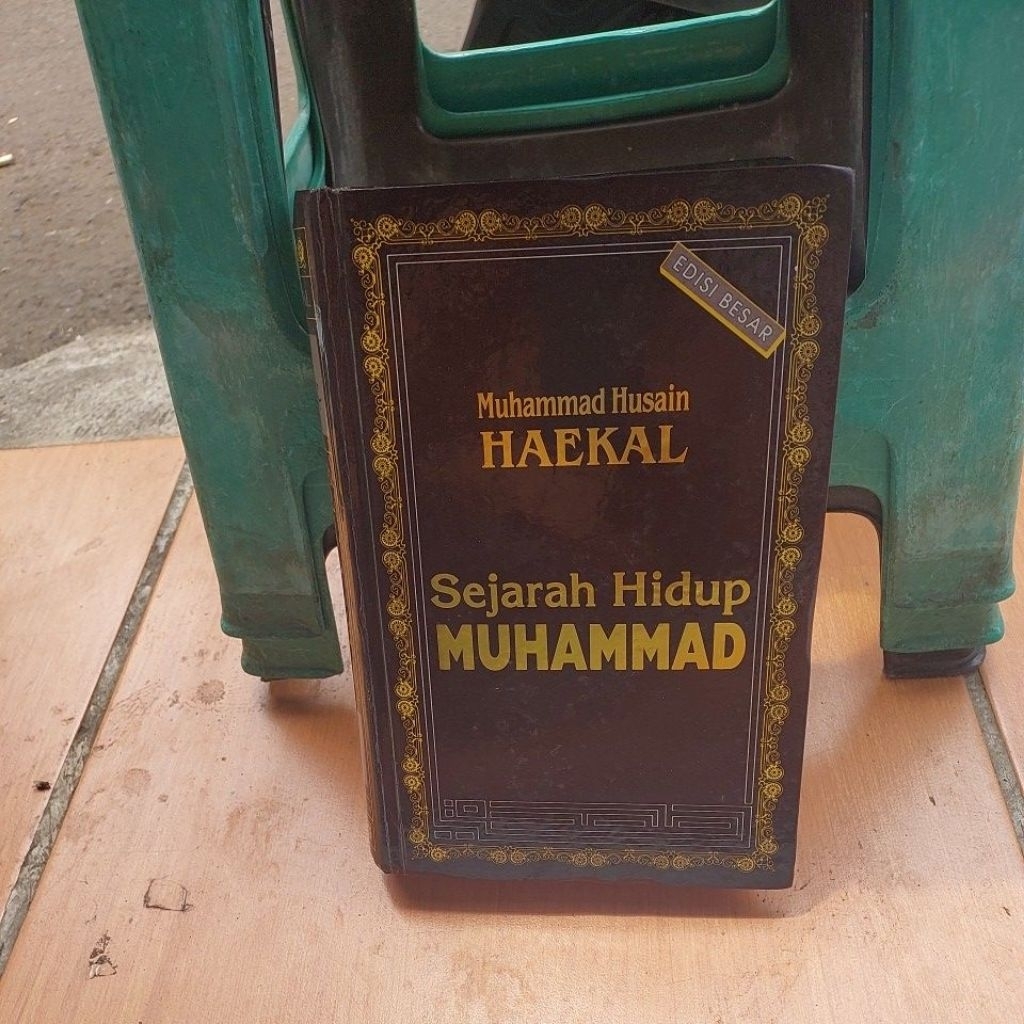 EDISI BESAR
Muhammad Husain
HAEKAL
Sejarah Hidup
MUHAMMAD